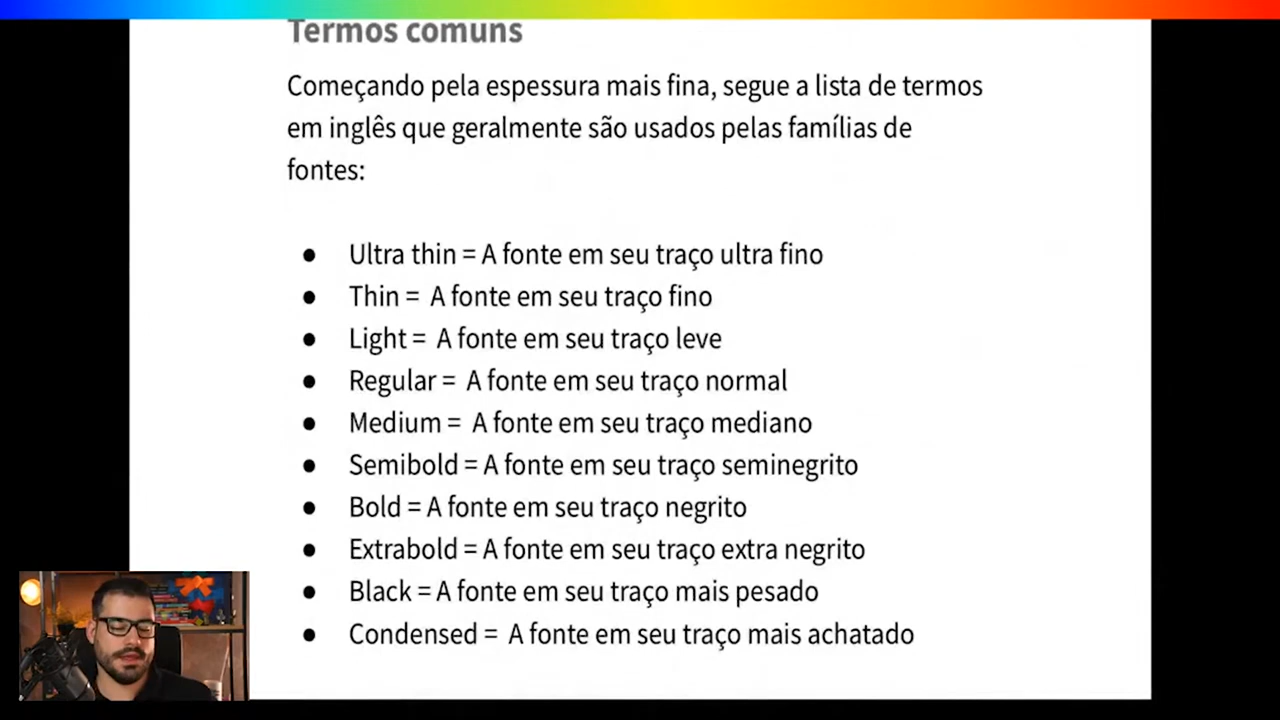 Termos comuns
Começando pela espessura mais fina, segue a lista de termos
em inglês que geralmente são usados pelas famílias de
fontes:
● Ultra thin = A fonte em seu traço ultra fino
● Thin = A fonte em seu traço fino
● Light = A fonte em seu traço leve
● Regular = A fonte em seu traço normal
● Medium = A fonte em seu traço mediano
● Semibold = A fonte em seu traço seminegrito
● Bold = A fonte em seu traço negrito
● Extrabold = A fonte em seu traço extra negrito
● Black = A fonte em seu traço mais pesado
● Condensed = A fonte em seu traço mais achatado